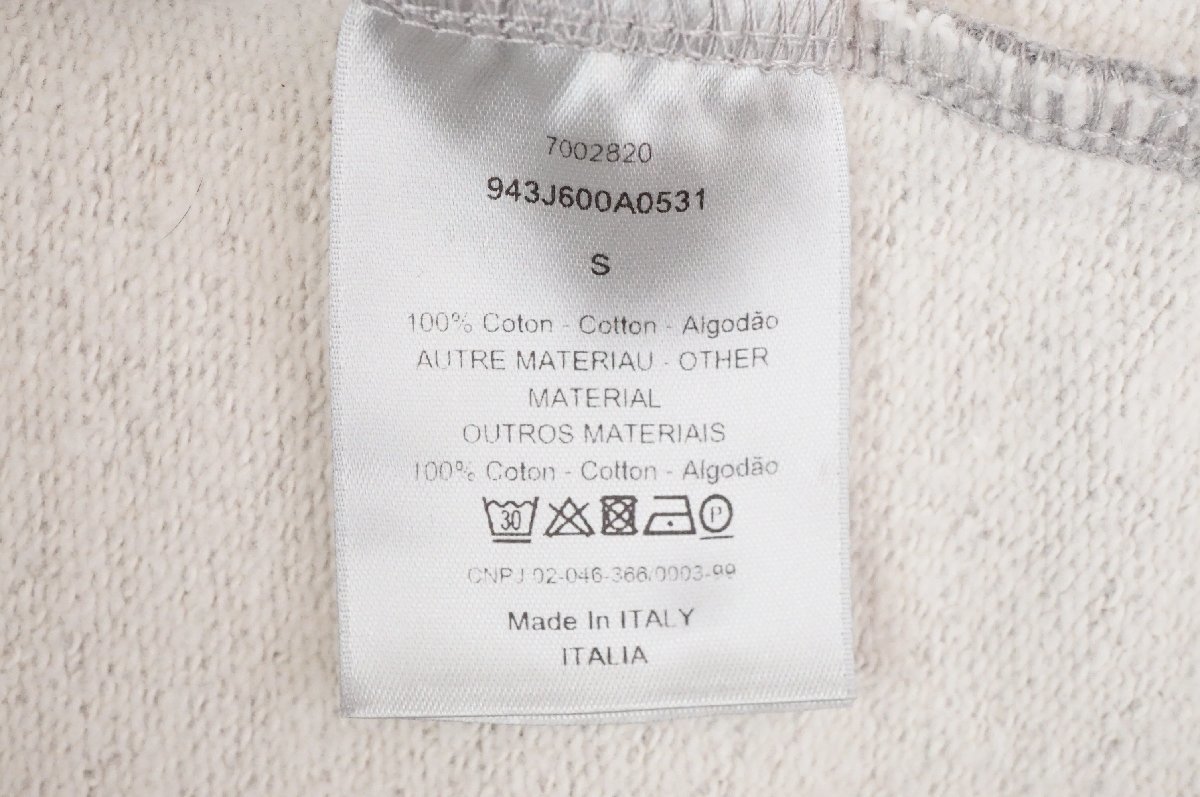 7002820
943J600A0531
S
100% Coton - Cotton - Algodão
AUTRE MATERIAU - OTHER
MATERIAL
OUTROS MATERIAIS
100% Coton - Cotton - Algodão
30 P
CNPJ 02-046-366/0003-99
Made In ITALY
ITALIA